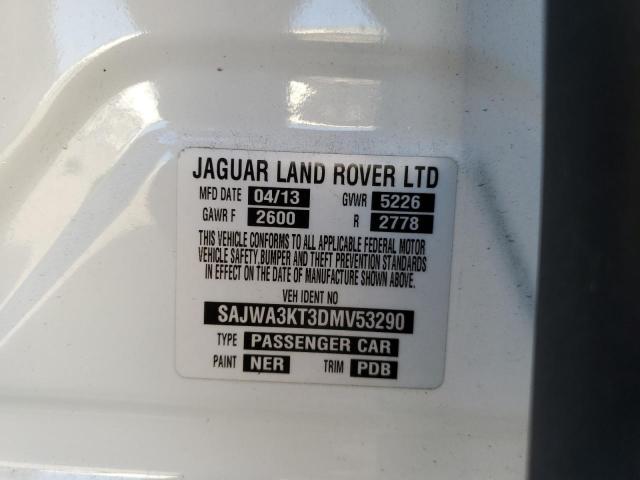 JAGUAR LAND ROVER LTD
MFD DATE 04/13 GVWR 5226
GAWR F 2600 R 2778
THIS VEHICLE CONFORMS TO ALL APPLICABLE FEDERAL MOTOR
VEHICLE SAFETY,BUMPER AND THEFT PREVENTION STANDARDS
IN EFFECT ON THE DATE OF MANUFACTURE SHOWN ABOVE.
VEH IDENT NO
SAJWA3KT3DMV53290
TYPE PASSENGER CAR
PAINT NER TRIM PDB